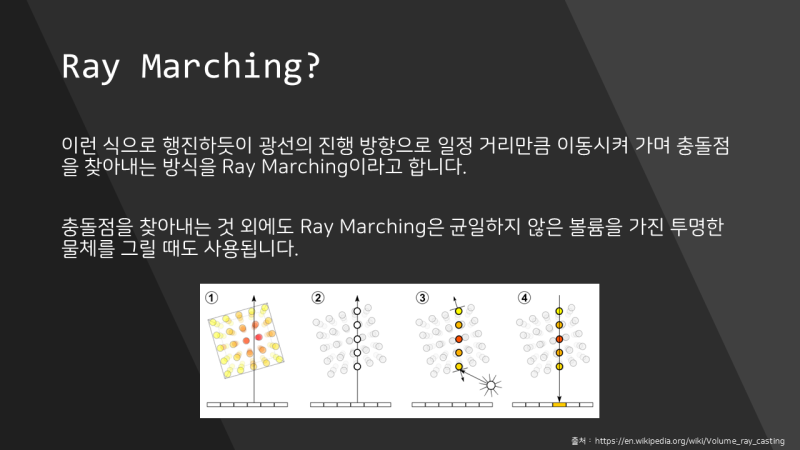 Ray Marching?
이런 식으로 행진하듯이 광선의 진행 방향으로 일정 거리만큼 이동시켜 가며 충돌점
을 찾아내는 방식을 Ray Marching이라고 합니다.
충돌점을 찾아내는 것 외에도 Ray Marching은 균일하지 않은 볼륨을 가진 투명한
물체를 그릴 때도 사용됩니다.
1 2 3 4
출처 : https://en.wikipedia.org/wiki/Volume_ray_casting